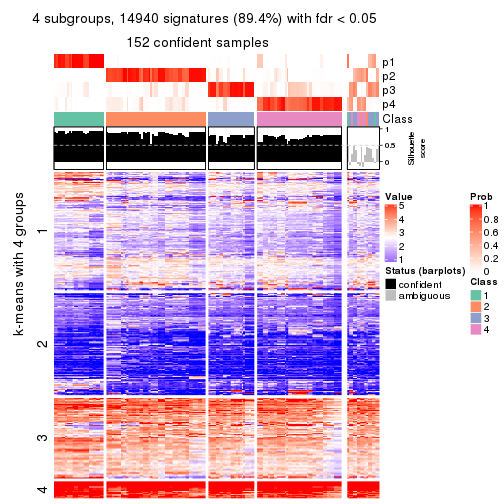 4 subgroups, 14940 signatures (89.4%) with fdr < 0.05
152 confident samples
p1
p2
p3
p4
Class
1
0.5
0
Silhouette
score
k-means with 4 groups
1
2
3
4
Value
5
4
3
2
1
Status (barplots)
confident
ambiguous
Prob
1
0.8
0.6
0.4
0.2
0
Class
1
2
3
4